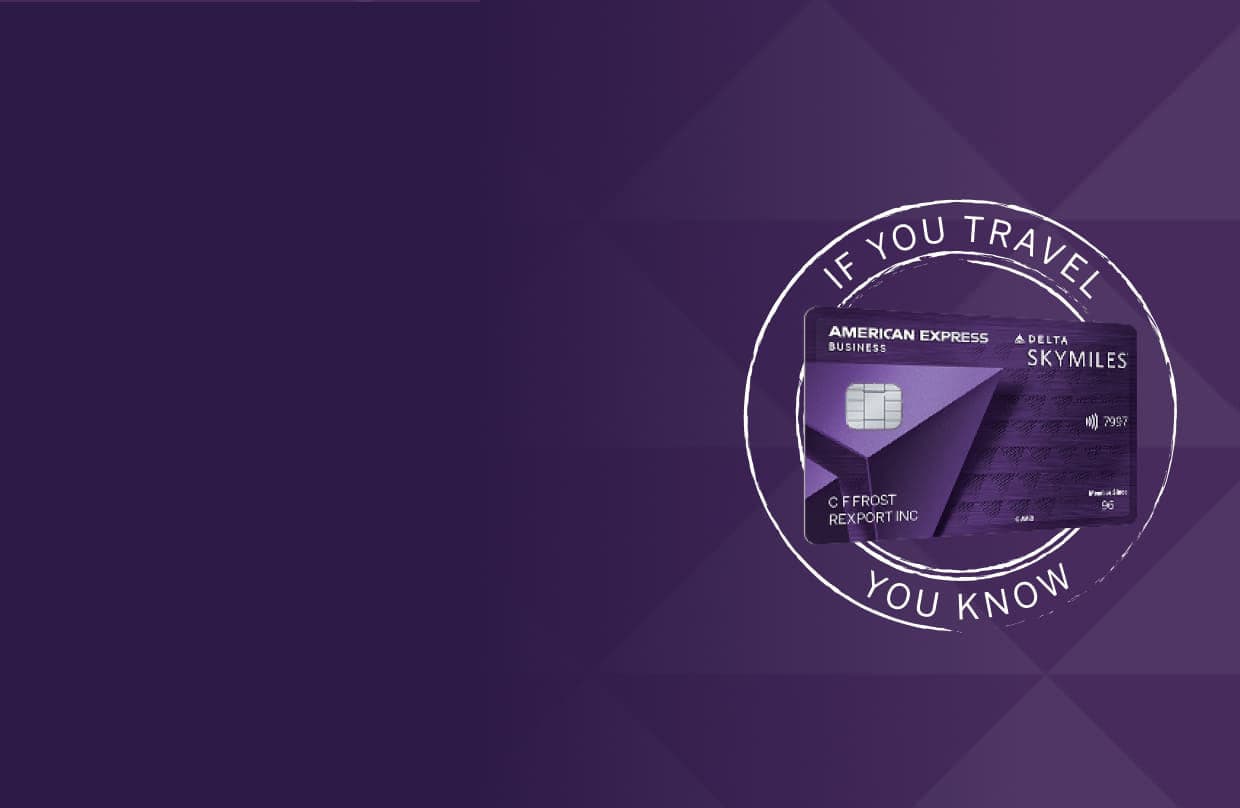 IF YOU TRAVEL
AMERICAN EXPRESS
BUSINESS
DELTA
SKYMILES
7997
C F FROST
REXPORT INC
Member Since
96
YOU KNOW